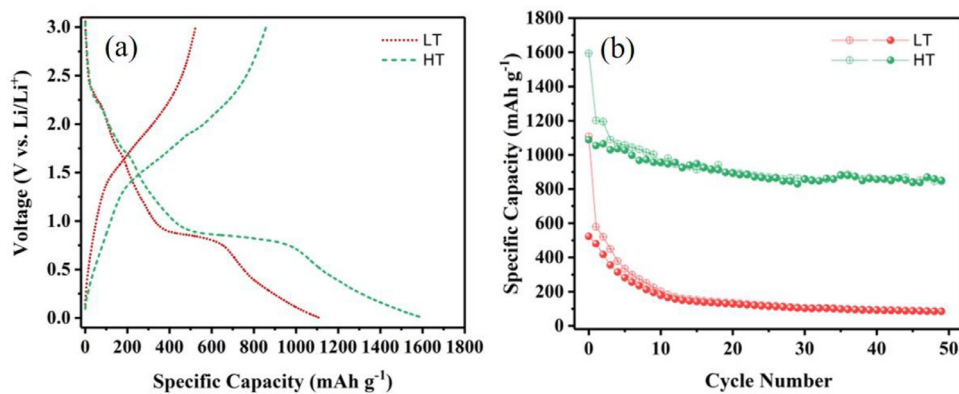 (a)
LT
HT
3.0
2.5
2.0
1.5
1.0
0.5
0.0
Voltage (V vs. Li/Li⁺)
0 200 400 600 800 1000 1200 1400 1600 1800
Specific Capacity (mAh g⁻¹)
(b)
LT
HT
1800
1600
1400
1200
1000
800
600
400
200
0
Specific Capacity (mAh g⁻¹)
0 10 20 30 40 50
Cycle Number